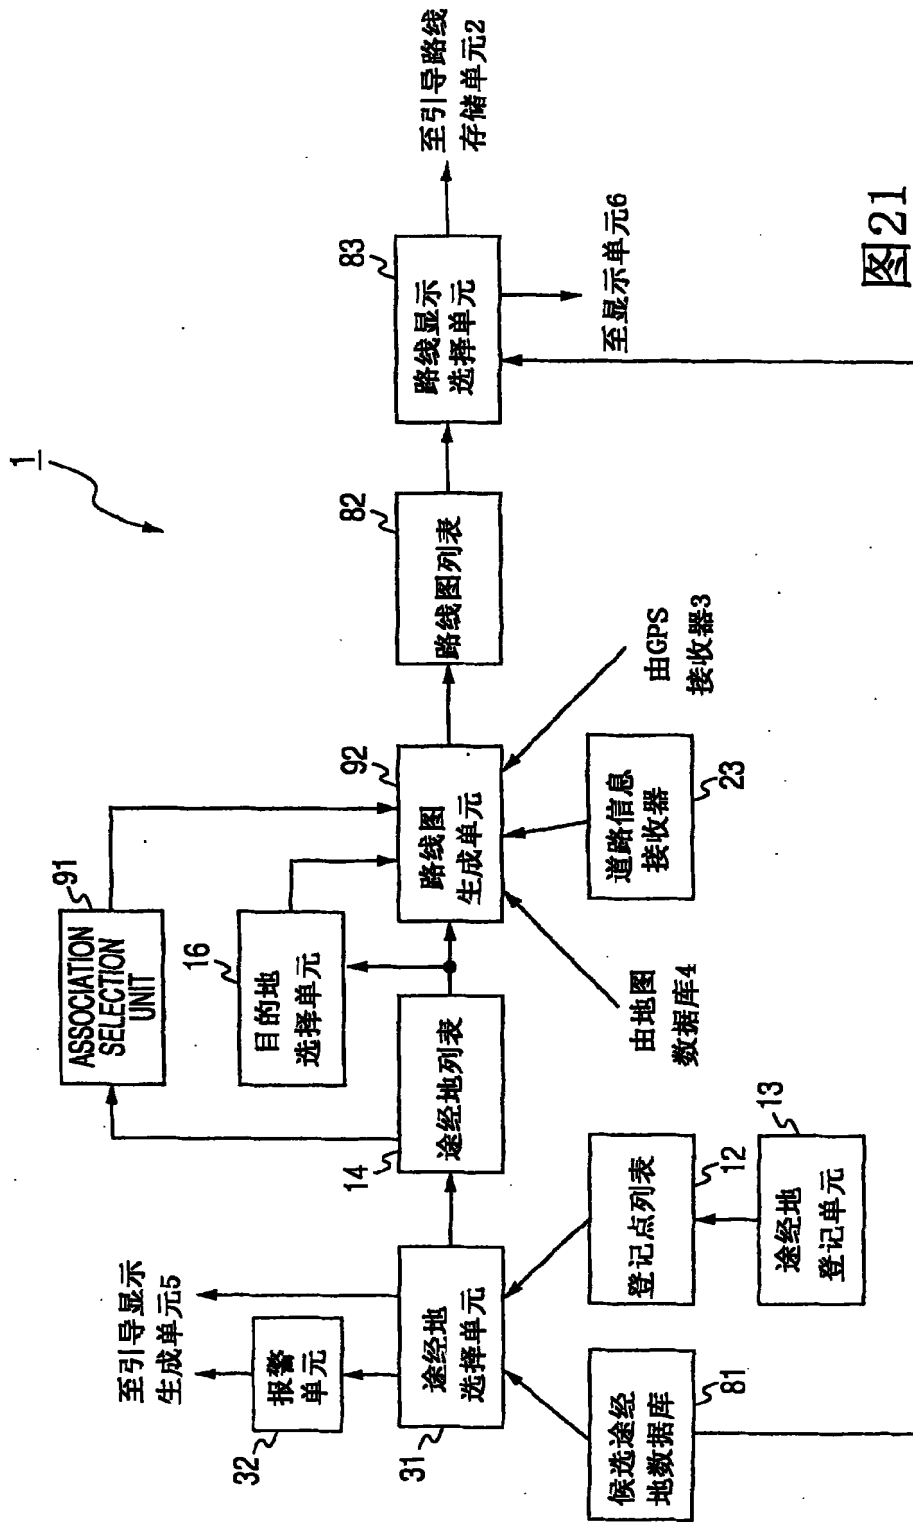 1
ASSOCIATION
SELECTION
UNIT
91
至引导显示
生成单元5
报警
单元
32
目的地
选择单元
16
途经地
选择单元
31
途经地列表
14
路线图
生成单元
92
路线图列表
82
路线显示
选择单元
83
至引导路线
存储单元2
候选途经
地数据库
81
登记点列表
12
途经地
登记单元
13
由地图
数据库4
道路信息
接收器
23
由GPS
接收器3
至显示单元6
图21